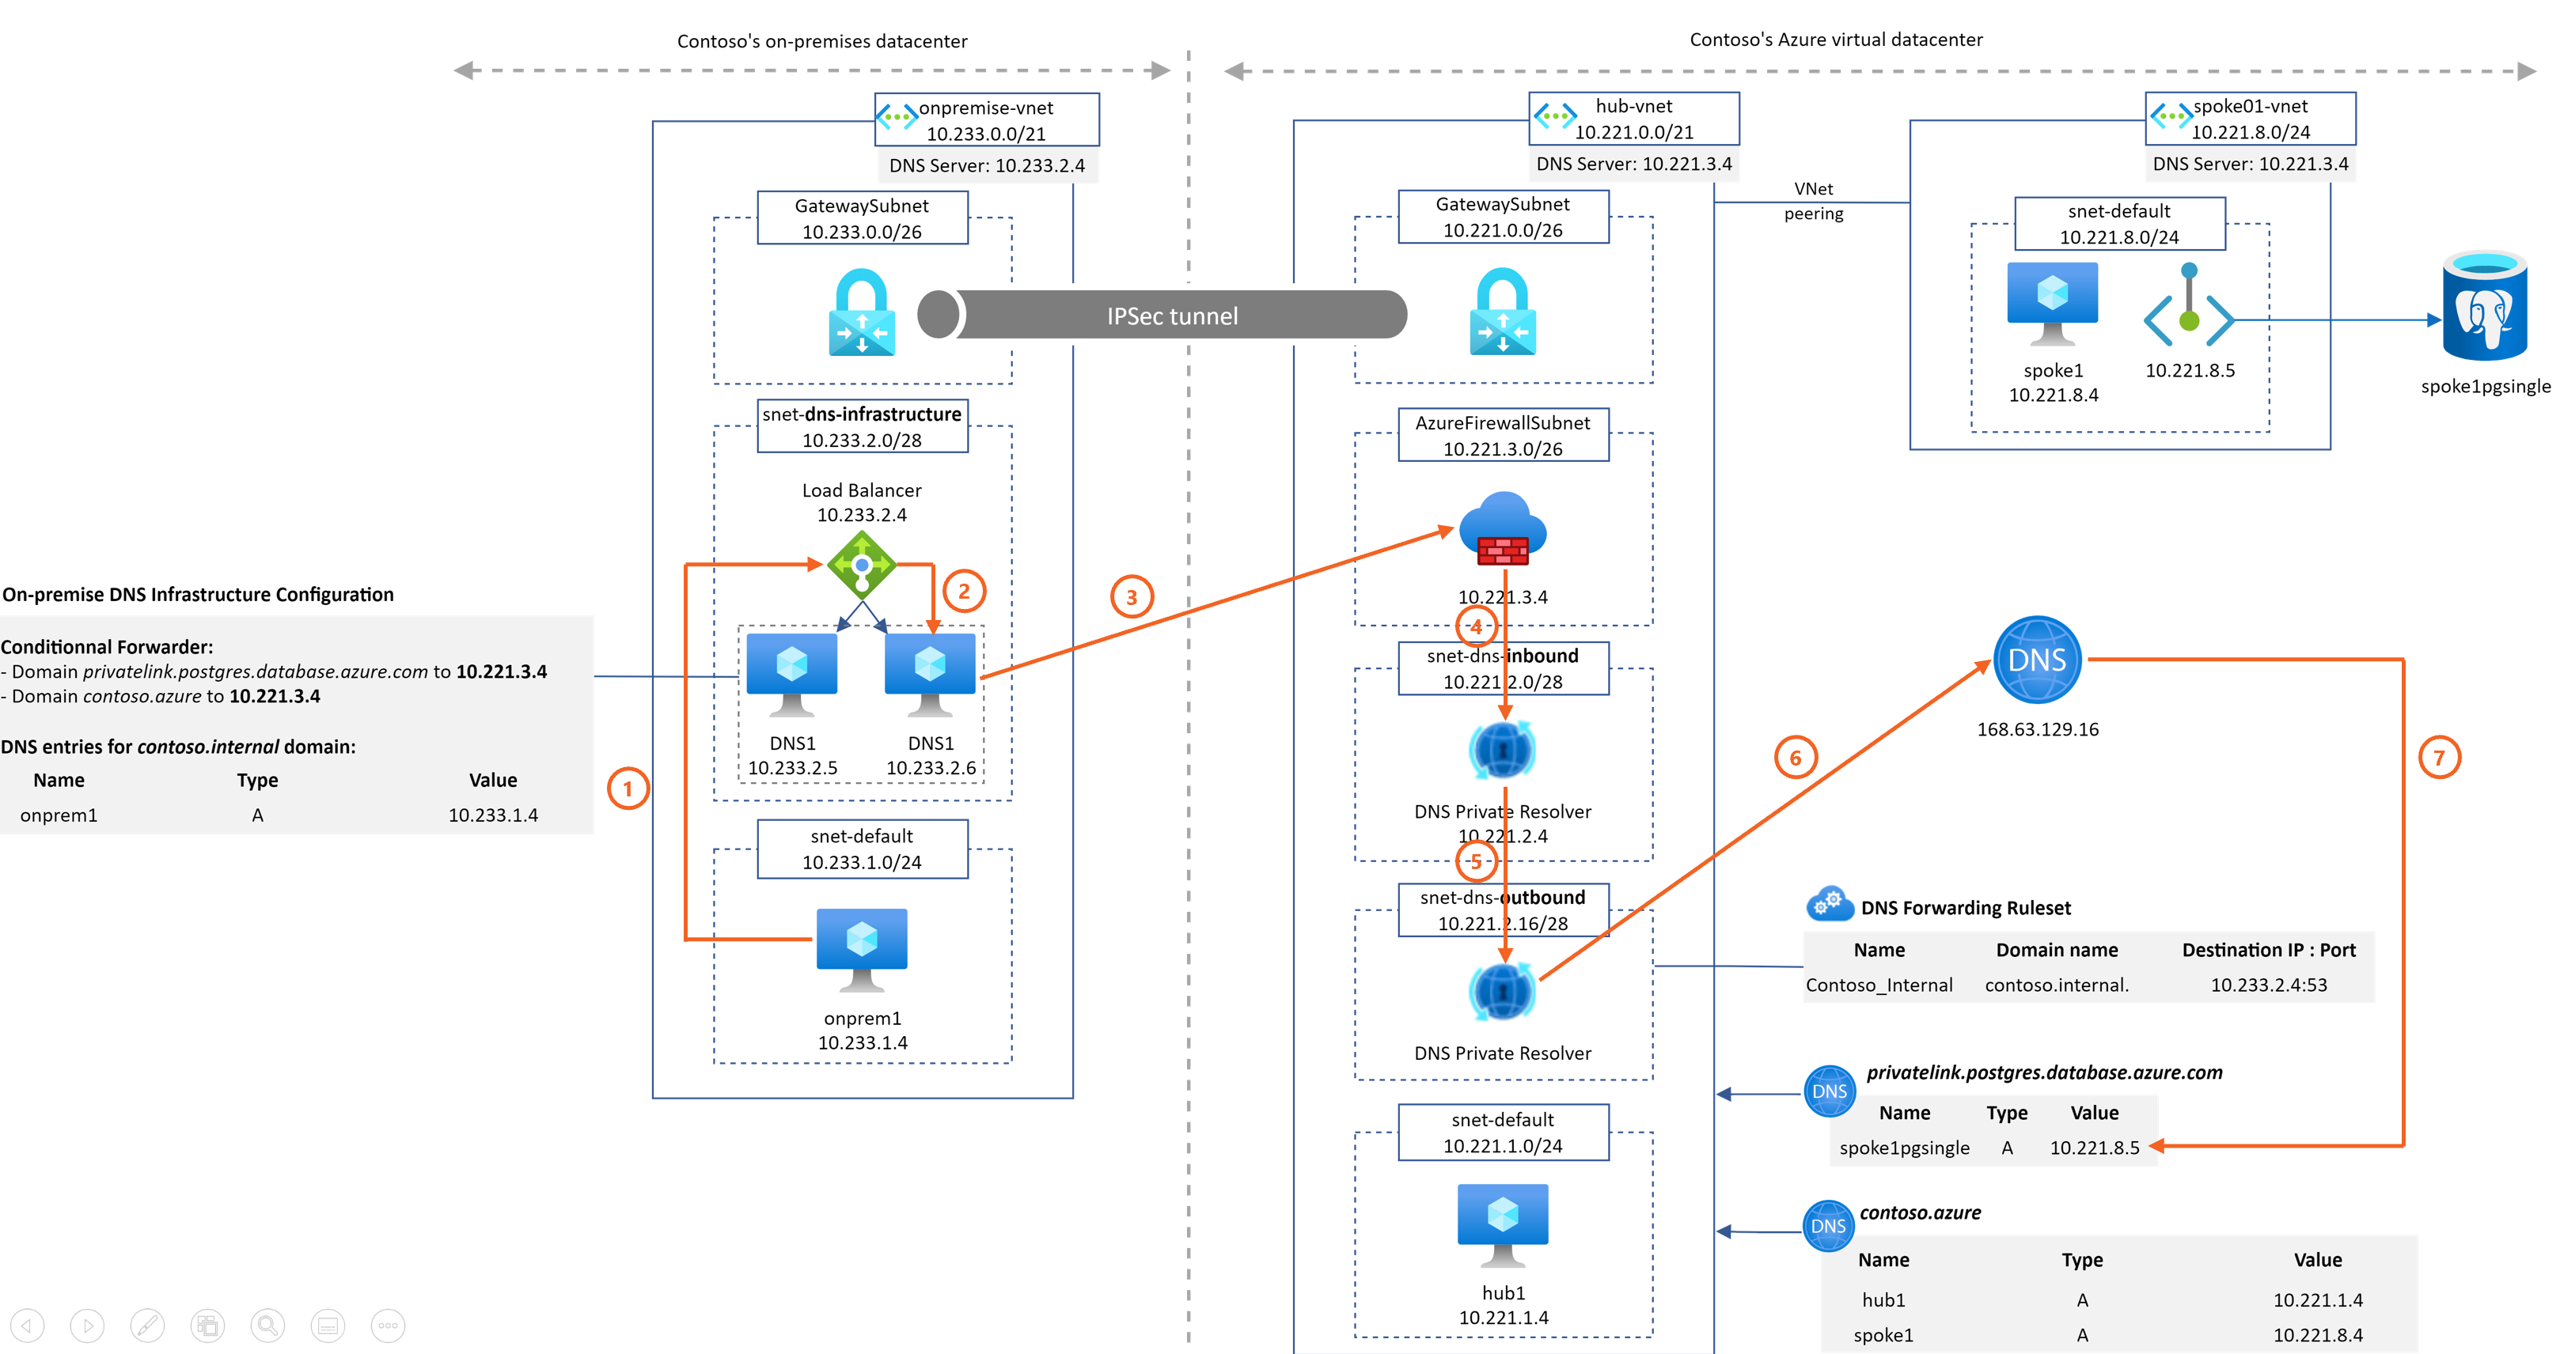 Contoso's on-premises datacenter
Contoso's Azure virtual datacenter
onpremise-vnet
10.233.0.0/21
DNS Server: 10.233.2.4
GatewaySubnet
10.233.0.0/26
IPSec tunnel
snet-dns-infrastructure
10.233.2.0/28
Load Balancer
10.233.2.4
2
DNS1
10.233.2.5
DNS1
10.233.2.6
1
snet-default
10.233.1.0/24
onprem1
10.233.1.4
On-premise DNS Infrastructure Configuration
Conditionnal Forwarder:
- Domain privatelink.postgres.database.azure.com to 10.221.3.4
- Domain contoso.azure to 10.221.3.4
DNS entries for contoso.internal domain:
Name Type Value
onprem1 A 10.233.1.4
3
hub-vnet
10.221.0.0/21
DNS Server: 10.221.3.4
GatewaySubnet
10.221.0.0/26
AzureFirewallSubnet
10.221.3.0/26
10.221.3.4
4
snet-dns-inbound
10.221.2.0/28
DNS Private Resolver
10.221.2.4
5
snet-dns-outbound
10.221.2.16/28
DNS Private Resolver
snet-default
10.221.1.0/24
hub1
10.221.1.4
VNet
peering
spoke01-vnet
10.221.8.0/24
DNS Server: 10.221.3.4
snet-default
10.221.8.0/24
spoke1
10.221.8.4
10.221.8.5
spoke1pgsingle
DNS
168.63.129.16
6
7
DNS Forwarding Ruleset
Name Domain name Destination IP : Port
Contoso_Internal contoso.internal. 10.233.2.4:53
DNS
privatelink.postgres.database.azure.com
Name Type Value
spoke1pgsingle A 10.221.8.5
DNS
contoso.azure
Name Type Value
hub1 A 10.221.1.4
spoke1 A 10.221.8.4